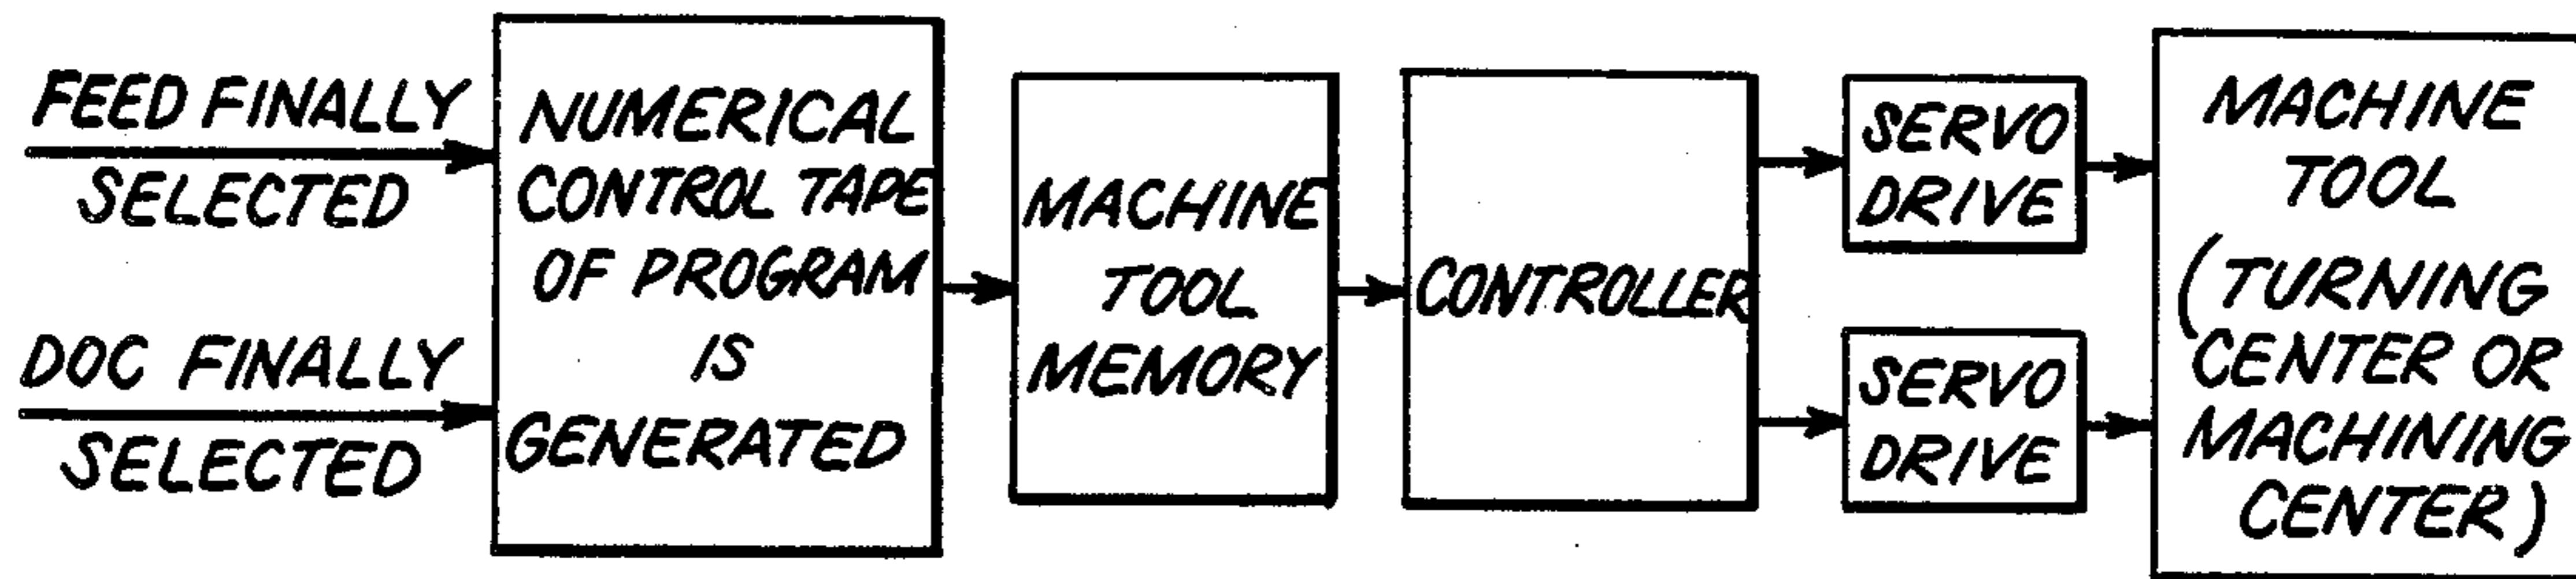 FEED FINALLY
SELECTED
DOC FINALLY
SELECTED
NUMERICAL
CONTROL TAPE
OF PROGRAM
IS
GENERATED
MACHINE
TOOL
MEMORY
CONTROLLER
SERVO
DRIVE
SERVO
DRIVE
MACHINE
TOOL
(TURNING
CENTER OR
MACHINING
CENTER)